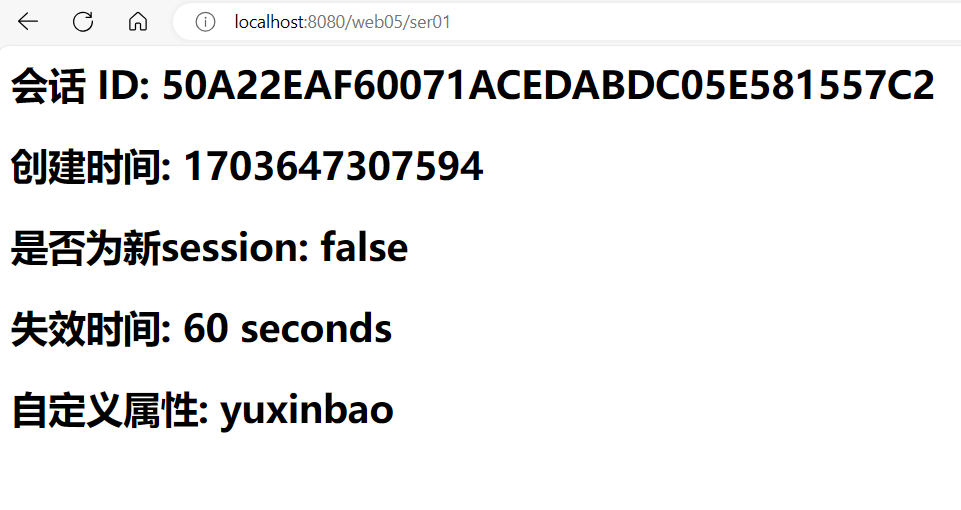 localhost:8080/web05/ser01
会话 ID: 50A22EAF60071ACEDABDC05E581557C2
创建时间: 1703647307594
是否为新session: false
失效时间: 60 seconds
自定义属性: yuxinbao